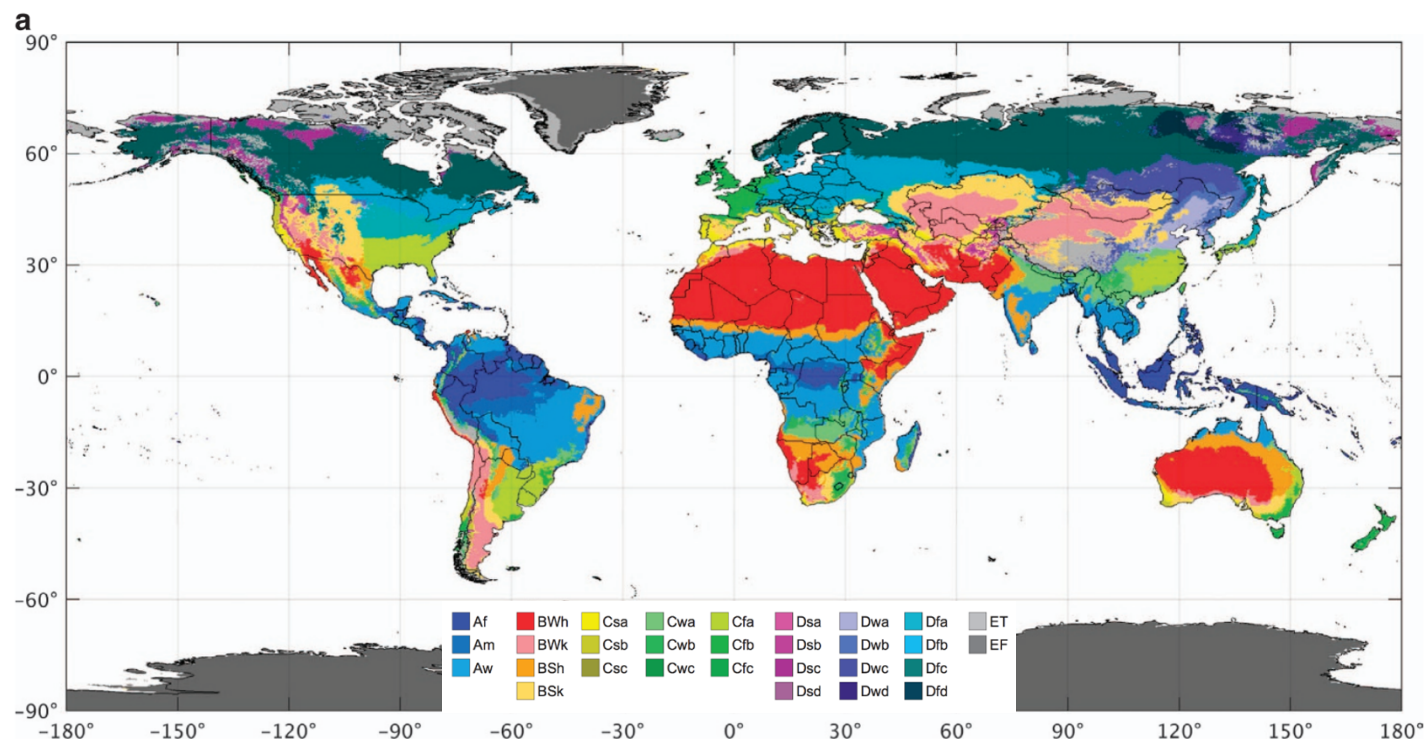 a
90°
60°
30°
0°
−30°
−60°
−90°
Af BWh Csa Cwa Cfa Dsa Dwa Dfa ET
Am BWk Csb Cwb Cfb Dsb Dwb Dfb EF
Aw BSh Csc Cwc Cfc Dsc Dwc Dfc
BSk Dsd Dwd Dfd
−180° −150° −120° −90° −60° −30° 0° 30° 60° 90° 120° 150° 180°